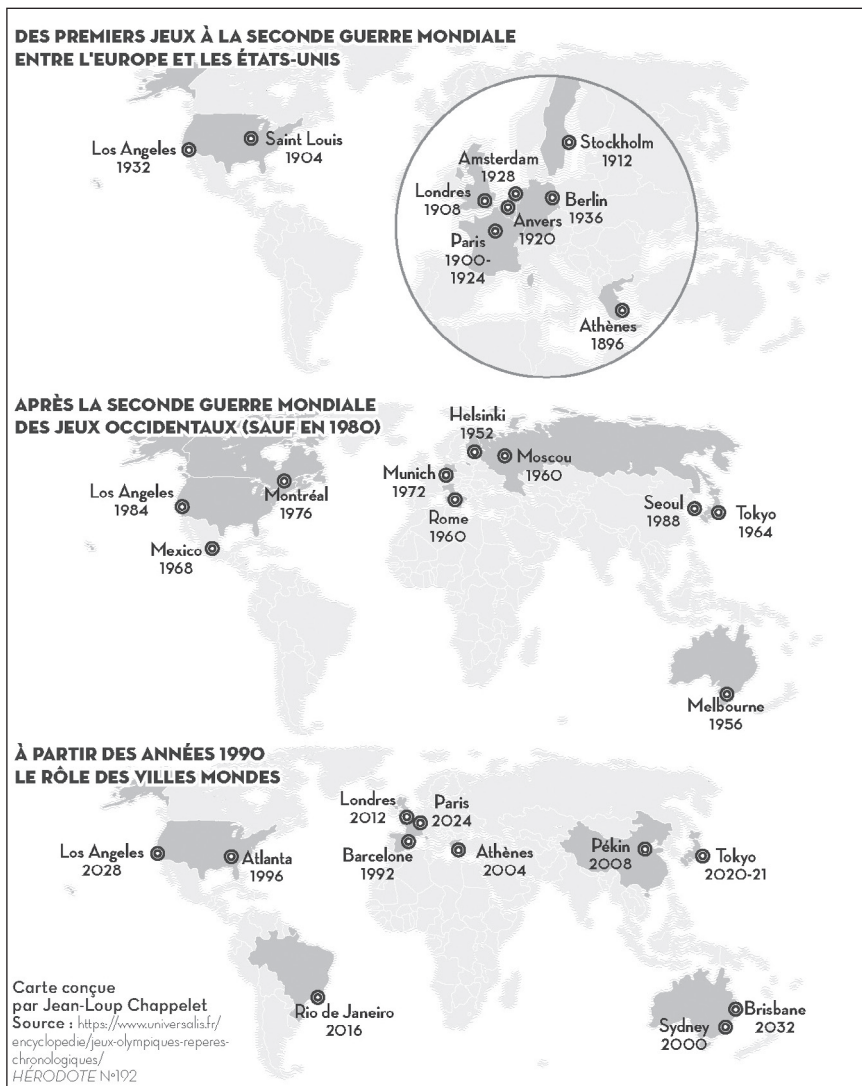 DES PREMIERS JEUX À LA SECONDE GUERRE MONDIALE
ENTRE L'EUROPE ET LES ÉTATS-UNIS
Los Angeles
1932
Saint Louis
1904
Stockholm
1912
Amsterdam
1928
Londres
1908
Berlin
1936
Anvers
1920
Paris
1900-
1924
Athènes
1896
APRÈS LA SECONDE GUERRE MONDIALE
DES JEUX OCCIDENTAUX (SAUF EN 1980)
Helsinki
1952
Moscou
1960
Munich
1972
Rome
1960
Los Angeles
1984
Montréal
1976
Mexico
1968
Seoul
1988
Tokyo
1964
Melbourne
1956
À PARTIR DES ANNÉES 1990
LE RÔLE DES VILLES MONDES
Londres
2012
Paris
2024
Los Angeles
2028
Atlanta
1996
Barcelone
1992
Athènes
2004
Pékin
2008
Tokyo
2020-21
Rio de Janeiro
2016
Brisbane
2032
Sydney
2000
Carte conçue
par Jean-Loup Chappelet
Source : https://www.universalis.fr/
encyclopedie/jeux-olympiques-reperes-
chronologiques/
HÉRODOTE N°192